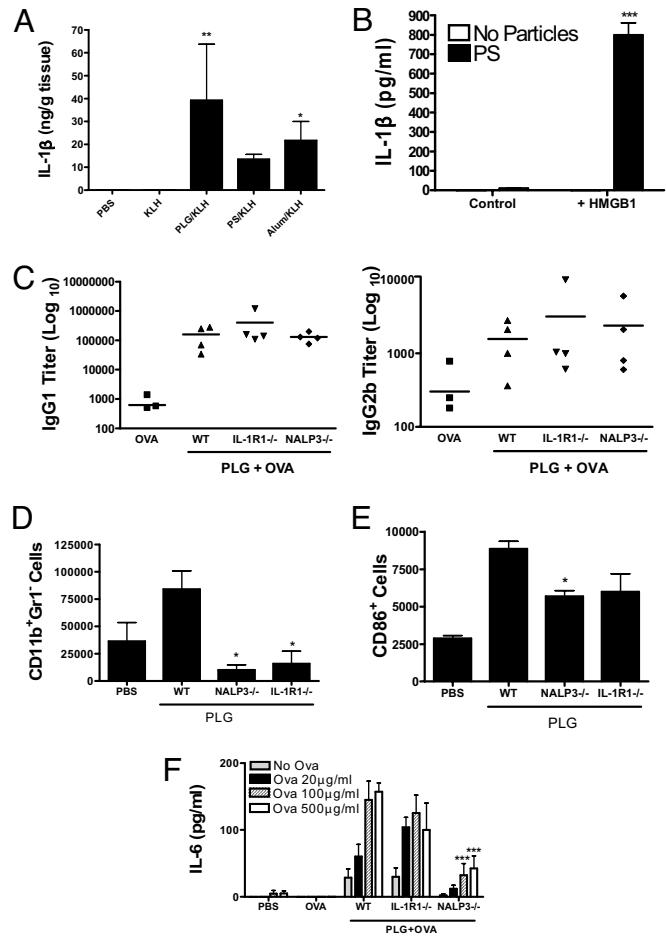 A
IL-1β (ng/g tissue)
70
60
50
40
30
20
10
0
**
*
PBS
KLH
PLG/KLH
PS/KLH
Alum/KLH
B
IL-1β (pg/ml)
900
800
700
600
500
400
300
200
100
0
No Particles
PS
***
Control
+ HMGB1
C
IgG1 Titer (Log 10)
10000000
1000000
100000
10000
1000
100
OVA
WT
IL-1R1-/-
NALP3-/-
PLG + OVA
IgG2b Titer (Log 10)
10000
1000
100
OVA
WT
IL-1R1-/-
NALP3-/-
PLG + OVA
D
CD11b+Gr1- Cells
125000
100000
75000
50000
25000
0
*
*
PBS
WT
NALP3-/-
IL-1R1-/-
PLG
E
CD86+ Cells
10000
7500
5000
2500
0
*
PBS
WT
NALP3-/-
IL-1R1-/-
PLG
F
IL-6 (pg/ml)
200
100
0
No Ova
Ova 20μg/ml
Ova 100μg/ml
Ova 500μg/ml
***
***
PBS
OVA
WT
IL-1R1-/-
NALP3-/-
PLG+OVA